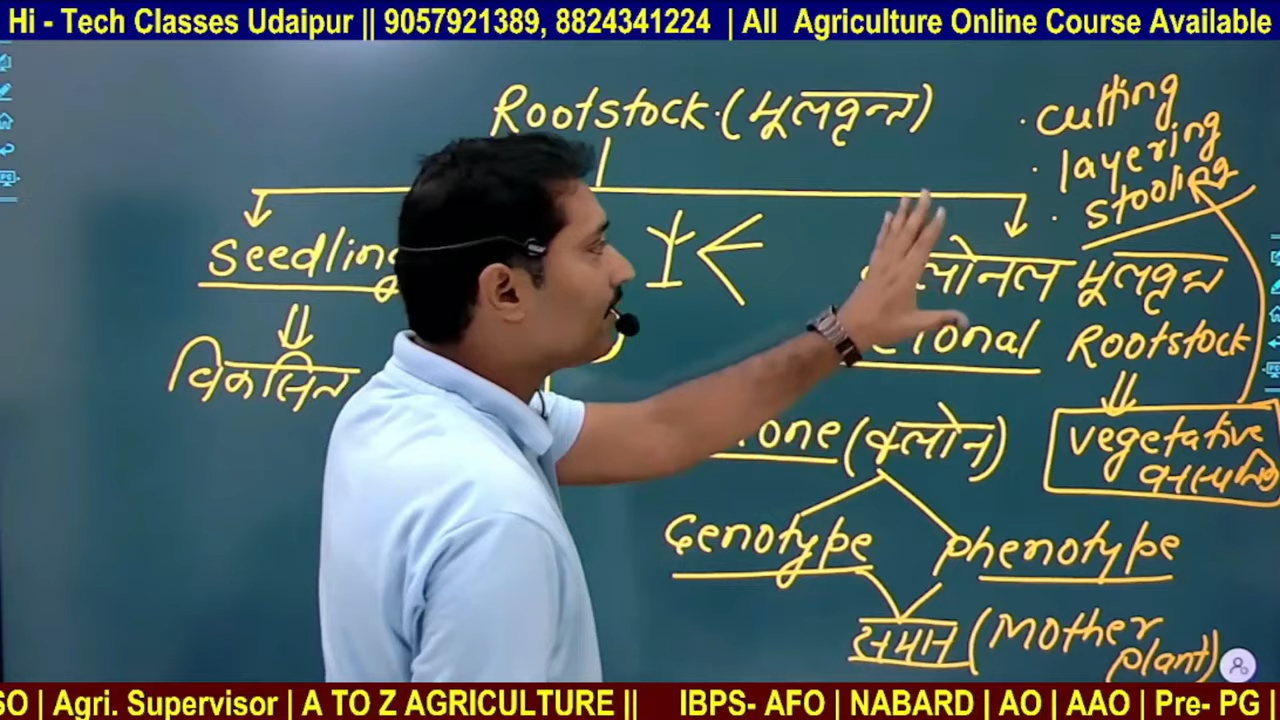 Hi - Tech Classes Udaipur || 9057921389, 8824341224 | All Agriculture Online Course Available
Rootstock (मूलवृन्त)
· cutting
· layering
· stooling
Seedling
मूलवृन्त
Rootstock
विकसित
vegetative
(क्लोन)
Genotype
phenotype
समान (Mother plant)
SO | Agri. Supervisor | A TO Z AGRICULTURE || IBPS- AFO | NABARD | AO | AAO | Pre- PG |